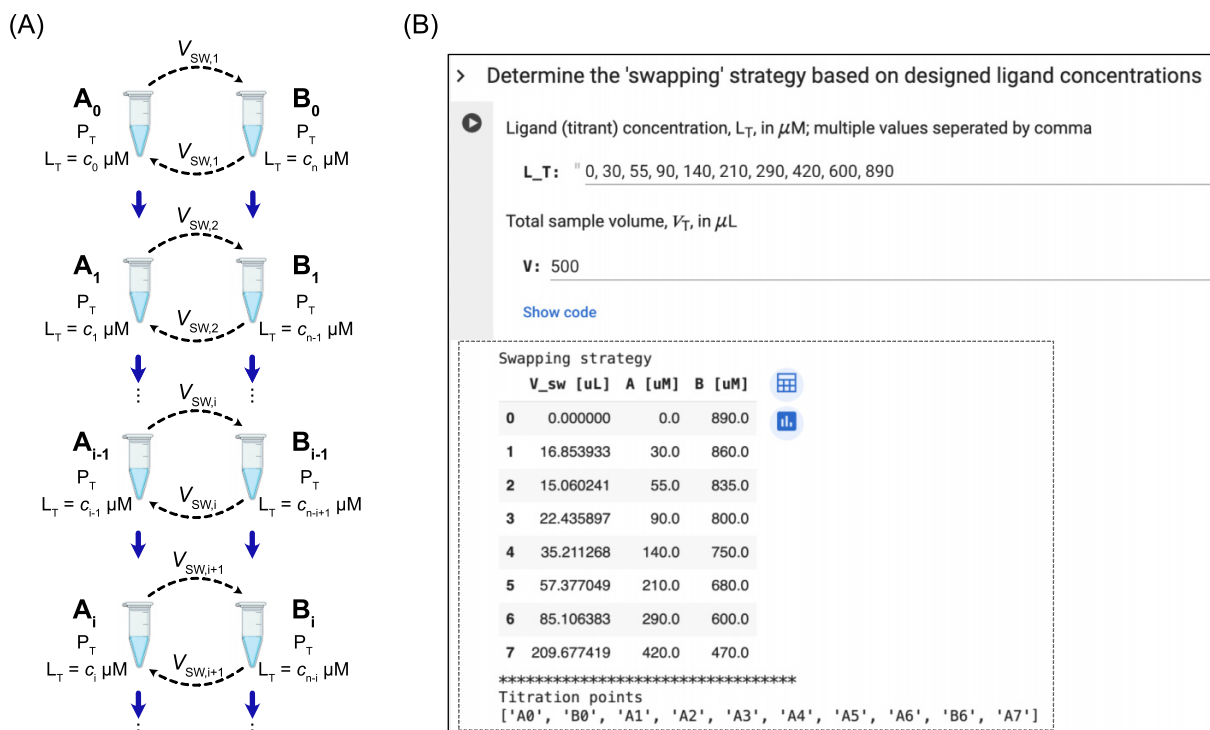 (A)
V_SW,1
A_0
B_0
P_T
P_T
L_T = c_0 µM
V_SW,1
L_T = c_n µM
V_SW,2
A_1
B_1
P_T
P_T
L_T = c_1 µM
V_SW,2
L_T = c_n-1 µM
⋮
⋮
V_SW,i
A_i-1
B_i-1
P_T
P_T
L_T = c_i-1 µM
V_SW,i
L_T = c_n-i+1 µM
V_SW,i+1
A_i
B_i
P_T
P_T
L_T = c_i µM
V_SW,i+1
L_T = c_n-i µM
(B)
> Determine the 'swapping' strategy based on designed ligand concentrations
Ligand (titrant) concentration, L_T, in µM; multiple values seperated by comma
L_T: " 0, 30, 55, 90, 140, 210, 290, 420, 600, 890
Total sample volume, V_T, in µL
V: 500
Show code
Swapping strategy
V_sw [uL] A [uM] B [uM]
0 0.000000 0.0 890.0
1 16.853933 30.0 860.0
2 15.060241 55.0 835.0
3 22.435897 90.0 800.0
4 35.211268 140.0 750.0
5 57.377049 210.0 680.0
6 85.106383 290.0 600.0
7 209.677419 420.0 470.0
*********************************
Titration points
['A0', 'B0', 'A1', 'A2', 'A3', 'A4', 'A5', 'A6', 'B6', 'A7']